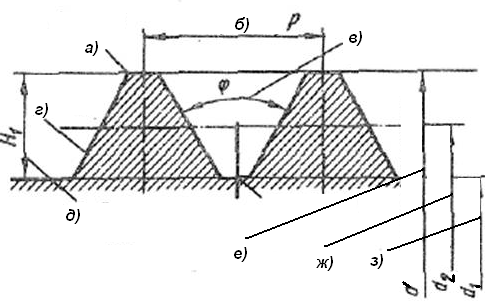 б) P в)
а)
φ
г)
H₁
д)
е) ж) з) d d₂ d₁